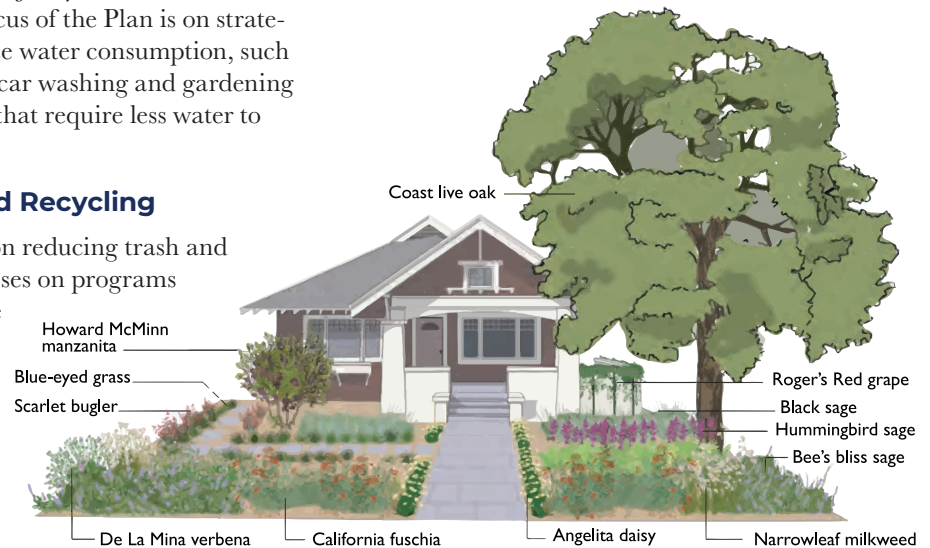 cus of the Plan is on strate-
e water consumption, such
car washing and gardening
that require less water to
d Recycling
on reducing trash and
ses on programs
Coast live oak
Howard McMinn
manzanita
Blue-eyed grass
Scarlet bugler
De La Mina verbena
California fuschia
Angelita daisy
Roger's Red grape
Black sage
Hummingbird sage
Bee's bliss sage
Narrowleaf milkweed